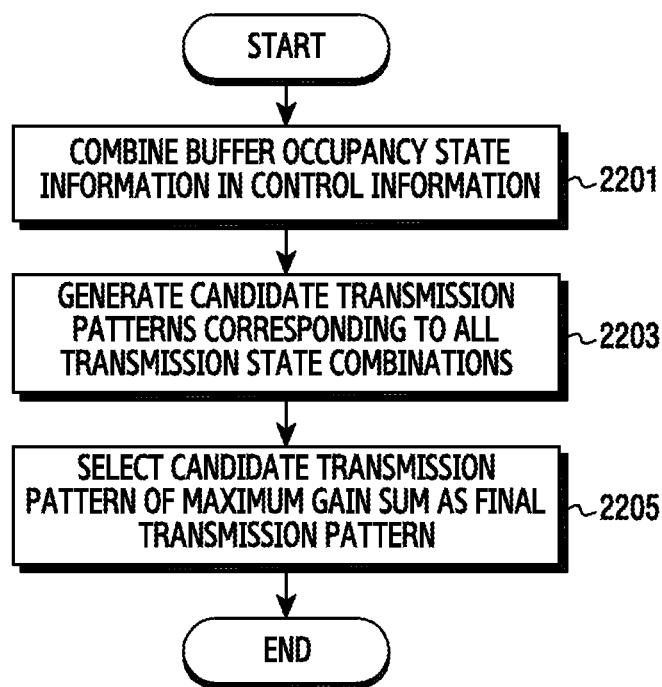 START
COMBINE BUFFER OCCUPANCY STATE
INFORMATION IN CONTROL INFORMATION
2201
GENERATE CANDIDATE TRANSMISSION
PATTERNS CORRESPONDING TO ALL
TRANSMISSION STATE COMBINATIONS
2203
SELECT CANDIDATE TRANSMISSION
PATTERN OF MAXIMUM GAIN SUM AS FINAL
TRANSMISSION PATTERN
2205
END